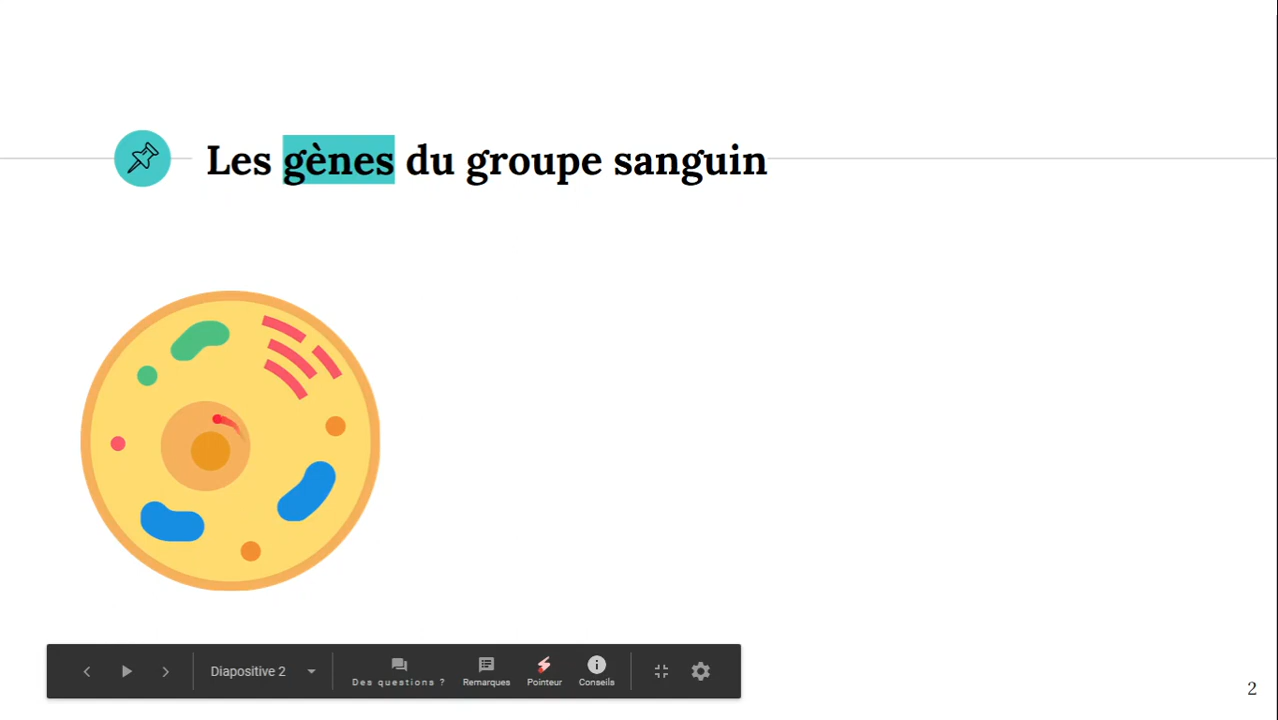 Les gènes du groupe sanguin
Diapositive 2
Des questions ?
Remarques
Pointeur
Conseils
2